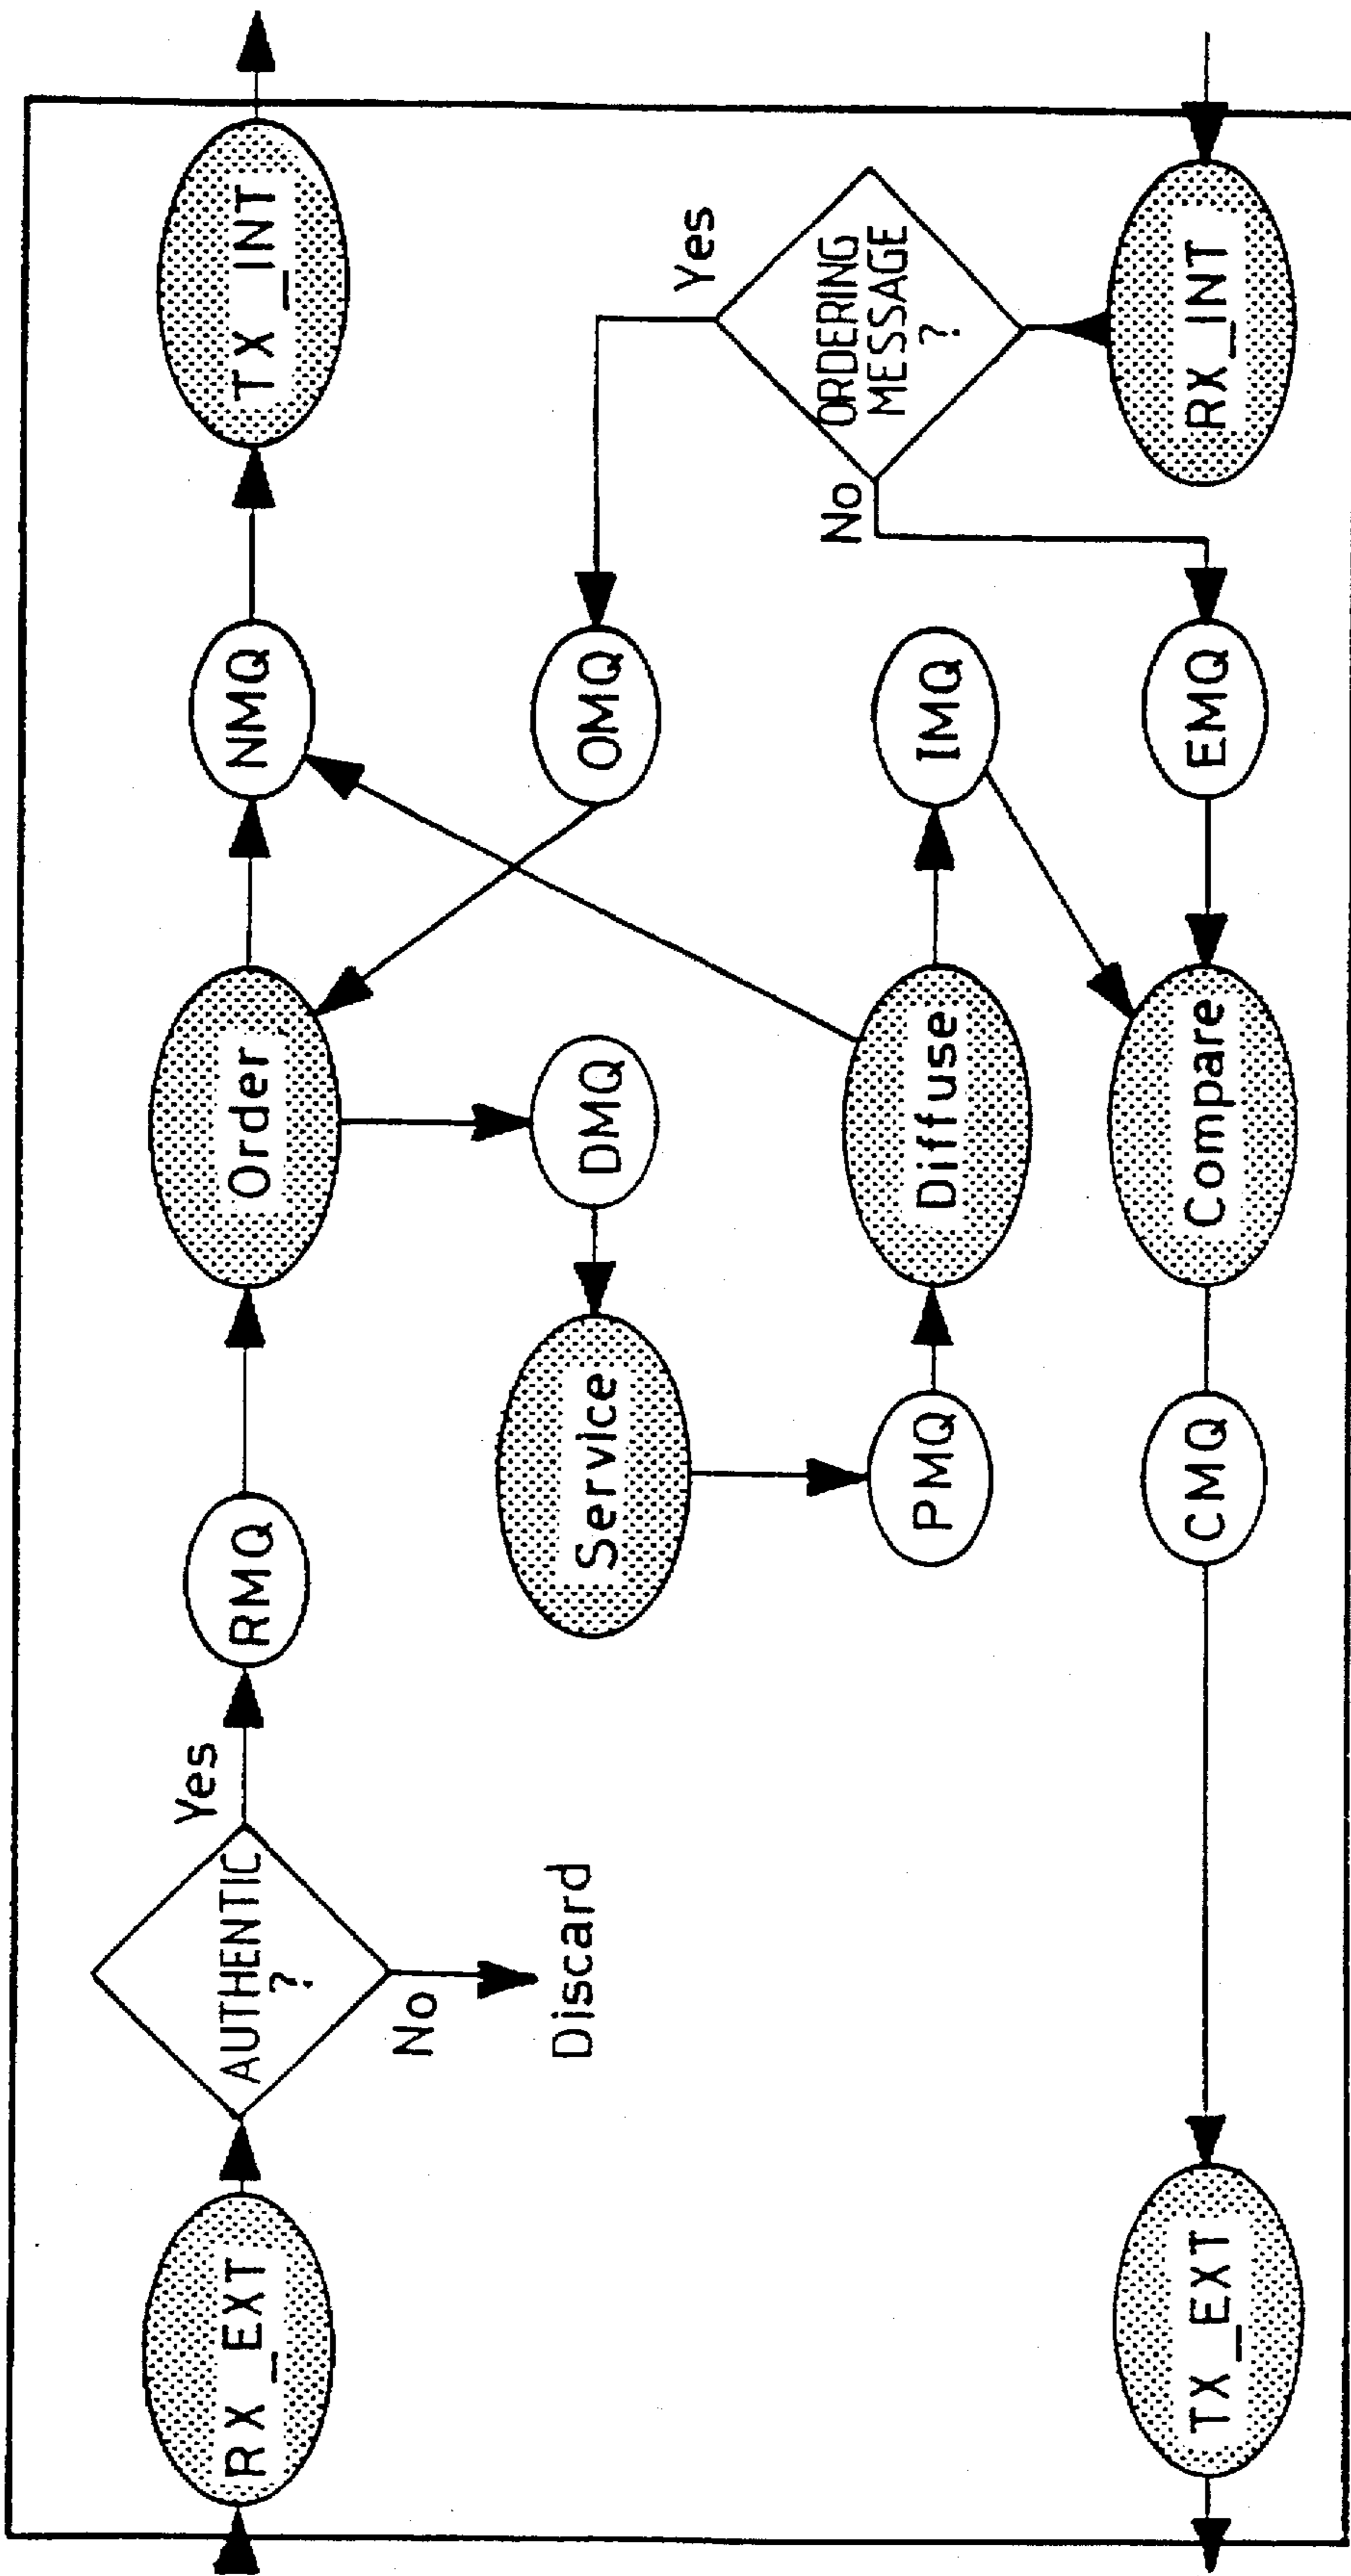 RX_EXT
AUTHENTIC
?
Yes
No
Discard
RMQ
Order
NMQ
TX_INT
Service
DMQ
OMQ
Yes
PMQ
Diffuse
IMQ
No
ORDERING
MESSAGE
?
TX_EXT
CMQ
Compare
EMQ
RX_INT